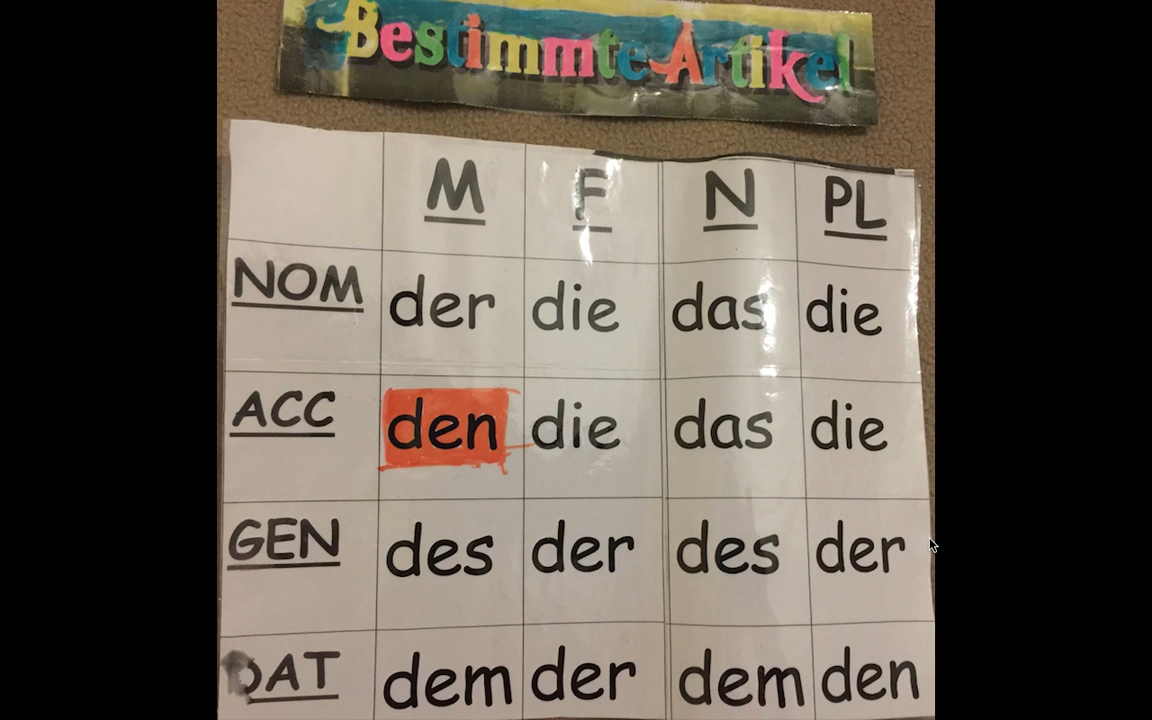 Bestimmte Artikel
M F N PL
NOM der die das die
ACC den die das die
GEN des der des der
DAT dem der dem den